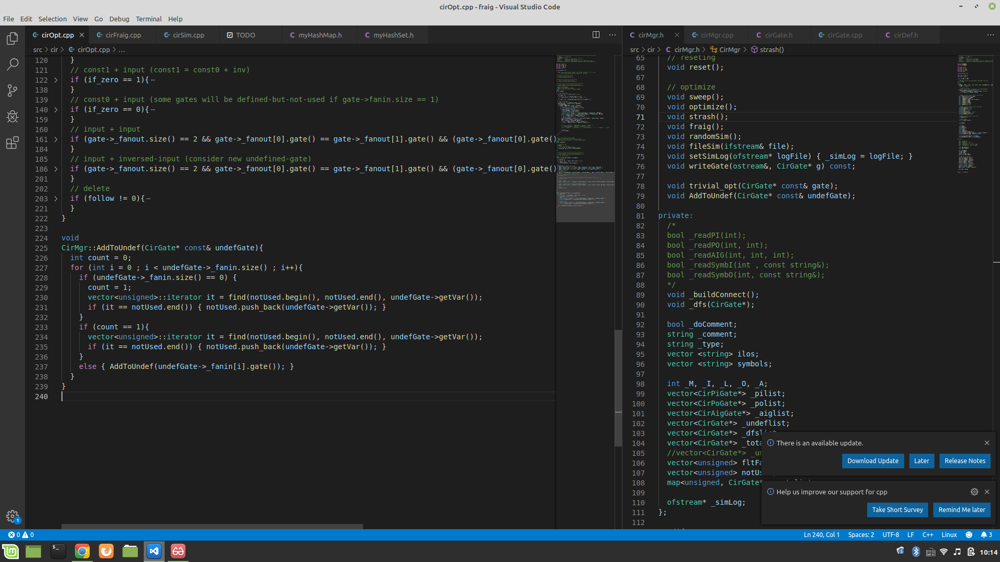 cirOpt.cpp - fraig - Visual Studio Code
File Edit Selection View Go Debug Terminal Help
cirOpt.cpp cirFraig.cpp cirSim.cpp TODO myHashMap.h myHashSet.h
src > cir > cirOpt.cpp > ...
120 }
121 // const1 + input (const1 = const0 + inv)
122 if (if_zero == 1){
138 }
139 // const0 + input (some gates will be defined-but-not-used if gate->fanin.size == 1)
140 if (if_zero == 0){
159 }
160 // input + input
161 if (gate->_fanout.size() == 2 && gate->_fanout[0].gate() == gate->_fanout[1].gate() && (gate->_fanout[0].gate()
184 }
185 // input + inversed-input (consider new undefined-gate)
186 if (gate->_fanout.size() == 2 && gate->_fanout[0].gate() == gate->_fanout[1].gate() && (gate->_fanout[0].gate()
201 }
202 // delete
203 if (follow != 0){
221 }
222 }
223
224 void
225 CirMgr::AddToUndef(CirGate* const& undefGate){
226 int count = 0;
227 for (int i = 0 ; i < undefGate->_fanin.size() ; i++){
228 if (undefGate->_fanin.size() == 0) {
229 count = 1;
230 vector<unsigned>::iterator it = find(notUsed.begin(), notUsed.end(), undefGate->getVar());
231 if (it == notUsed.end()) { notUsed.push_back(undefGate->getVar()); }
232 }
233 if (count == 1){
234 vector<unsigned>::iterator it = find(notUsed.begin(), notUsed.end(), undefGate->getVar());
235 if (it == notUsed.end()) { notUsed.push_back(undefGate->getVar()); }
236 }
237 else { AddToUndef(undefGate->_fanin[i].gate()); }
238 }
239 }
240
cirMgr.h cirMgr.cpp cirGate.h cirGate.cpp cirDef.h
src > cir > cirMgr.h > CirMgr > strash()
65 // reseting
66 void reset();
67
68 // optimize
69 void sweep();
70 void optimize();
71 void strash();
72 void fraig();
73 void randomSim();
74 void fileSim(ifstream& file);
75 void setSimLog(ofstream* logFile) { _simLog = logFile; }
76 void writeGate(ostream&, CirGate* g) const;
77
78 void trivial_opt(CirGate* const& gate);
79 void AddToUndef(CirGate* const& undefGate);
80
81 private:
82 /*
83 bool _readPI(int);
84 bool _readPO(int, int);
85 bool _readAIG(int, int, int);
86 bool _readSymbI(int , const string&);
87 bool _readSymbO(int, const string&);
88 */
89 void _buildConnect();
90 void _dfs(CirGate*);
91
92 bool _doComment;
93 string _comment;
94 string _type;
95 vector <string> ilos;
96 vector <string> symbols;
97
98 int _M, _I, _L, _O, _A;
99 vector<CirPiGate*> _pilist;
100 vector<CirPoGate*> _polist;
101 vector<CirAigGate*> _aiglist;
102 vector<CirGate*> _undeflist;
103 vector<CirGate*>
104 vector<CirGate*>
105 //vector<CirGate*>
106 vector<unsigned>
107 vector<unsigned>
108 map<unsigned,
109
110 ofstream* _simLog;
111 };
112
There is an available update.
Download Update Later Release Notes
Help us improve our support for cpp
Take Short Survey Remind Me later
1
0 0 Ln 240, Col 1 Spaces: 2 UTF-8 LF C++ Linux 3
10:14